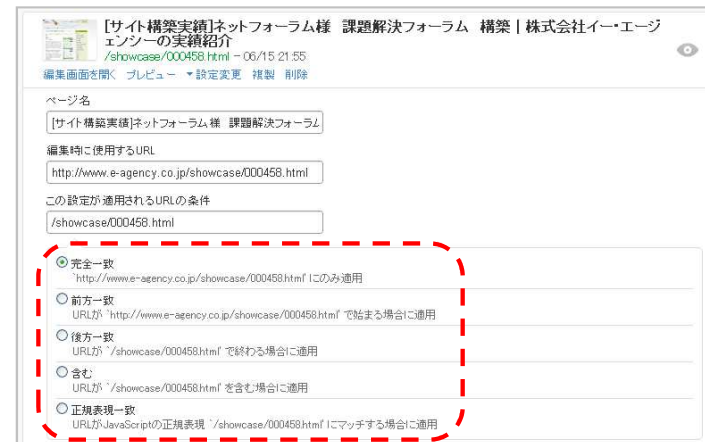 [サイト構築実績]ネットフォーラム様 課題解決フォーラム 構築 | 株式会社イー・エージ
ェンシーの実績紹介
/showcase/000458.html - 06/15 21:55
編集画面を開く プレビュー ▼設定変更 複製 削除
ページ名
[サイト構築実績]ネットフォーラム様 課題解決フォーラム
編集時に使用するURL
http://www.e-agency.co.jp/showcase/000458.html
この設定が適用されるURLの条件
/showcase/000458.html
完全一致
`http://www.e-agency.co.jp/showcase/000458.html' にのみ適用
前方一致
URLが `http://www.e-agency.co.jp/showcase/000458.html' で始まる場合に適用
後方一致
URLが `/showcase/000458.html' で終わる場合に適用
含む
URLが `/showcase/000458.html' を含む場合に適用
正規表現一致
URLがJavaScriptの正規表現 `/showcase/000458.html' にマッチする場合に適用